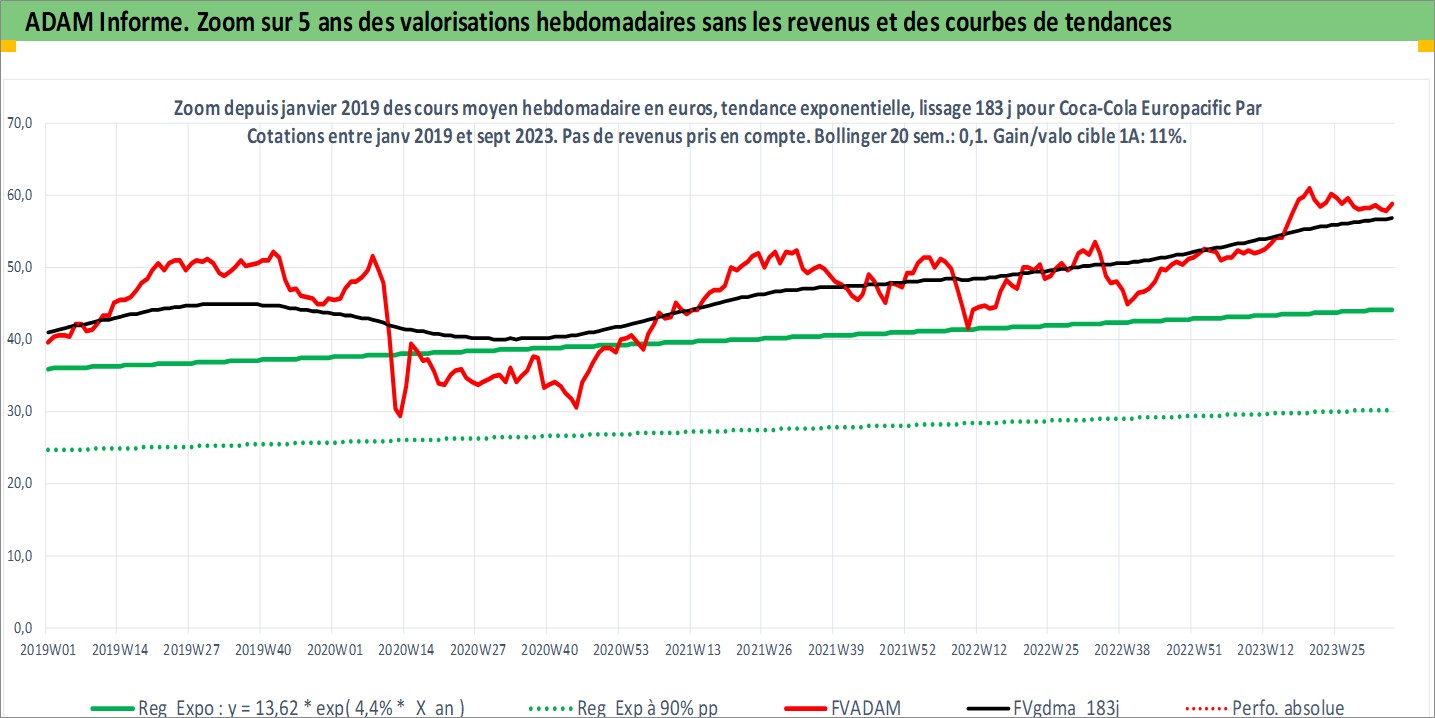 ADAM Informe. Zoom sur 5 ans des valorisations hebdomadaires sans les revenus et des courbes de tendances
Zoom depuis janvier 2019 des cours moyen hebdomadaire en euros, tendance exponentielle, lissage 183 j pour Coca-Cola Europacific Par
Cotations entre janv 2019 et sept 2023. Pas de revenus pris en compte. Bollinger 20 sem.: 0,1. Gain/valo cible 1A: 11%.
70,0
60,0
50,0
40,0
30,0
20,0
10,0
0,0
2019W01 2019W14 2019W27 2019W40 2020W01 2020W14 2020W27 2020W40 2020W53 2021W13 2021W26 2021W39 2021W52 2022W12 2022W25 2022W38 2022W51 2023W12 2023W25
Reg Expo : y = 13,62 * exp( 4,4% * X an ) Reg Exp à 90% pp FVADAM FVgdma 183j Perfo. absolue